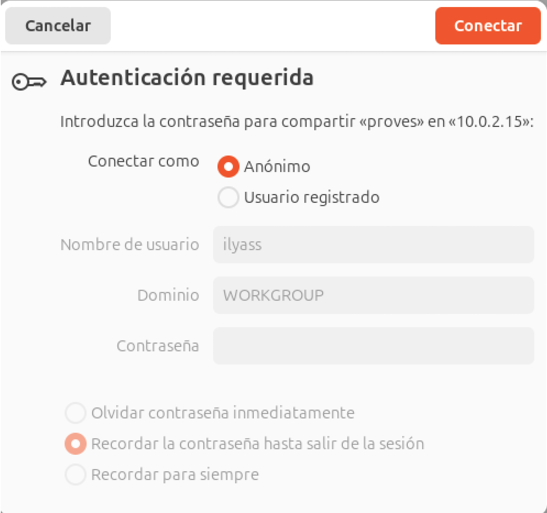 Cancelar
Conectar
Autenticación requerida
Introduzca la contraseña para compartir «proves» en «10.0.2.15»:
Conectar como
Anónimo
Usuario registrado
Nombre de usuario
ilyass
Dominio
WORKGROUP
Contraseña
Olvidar contraseña inmediatamente
Recordar la contraseña hasta salir de la sesión
Recordar para siempre